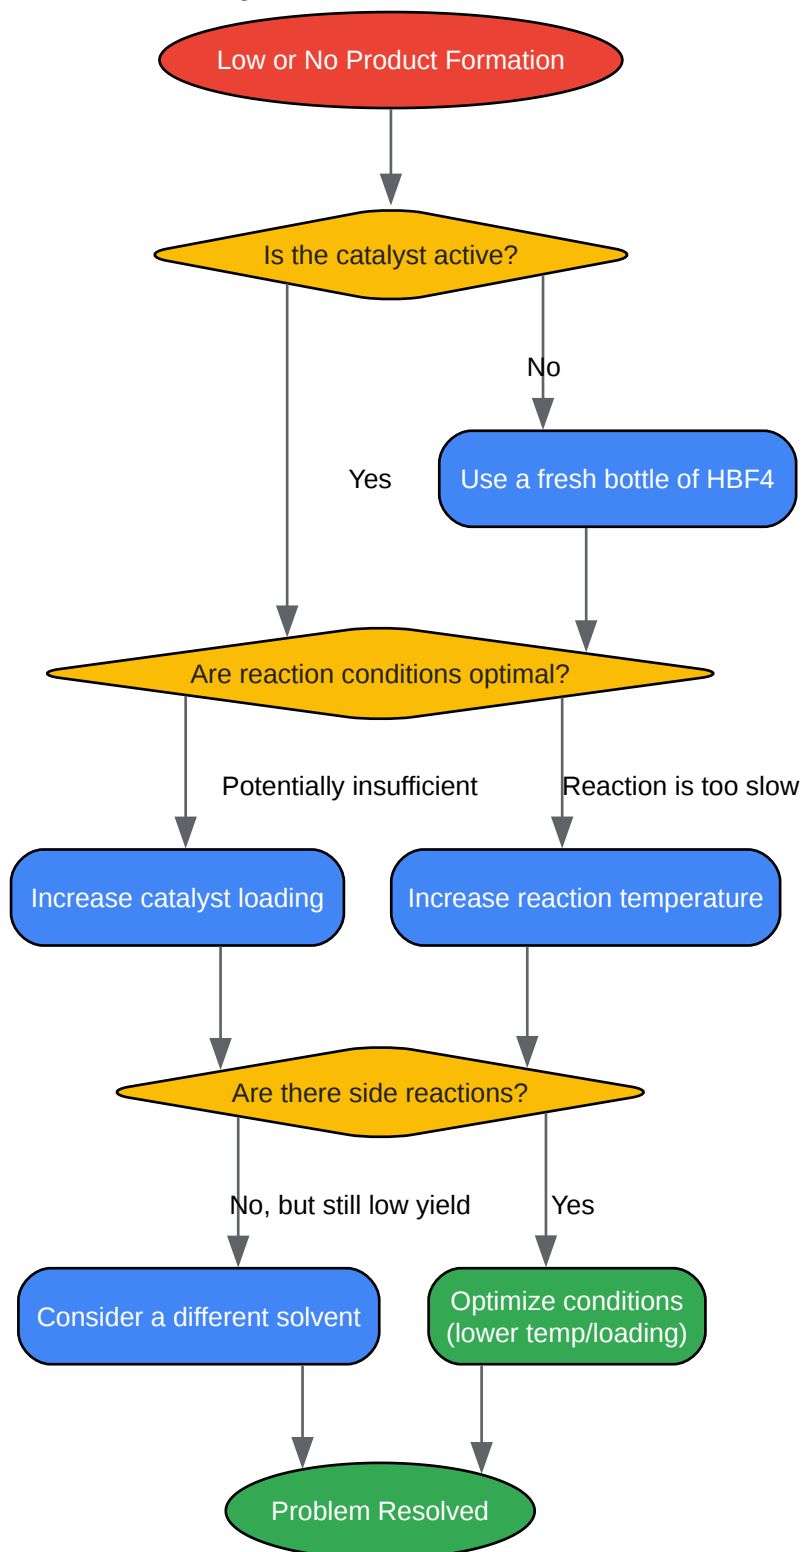 Low or No Product Formation
Is the catalyst active?
No
Yes
Use a fresh bottle of HBF4
Are reaction conditions optimal?
Potentially insufficient
Reaction is too slow
Increase catalyst loading
Increase reaction temperature
Are there side reactions?
No, but still low yield
Yes
Consider a different solvent
Optimize conditions
(lower temp/loading)
Problem Resolved